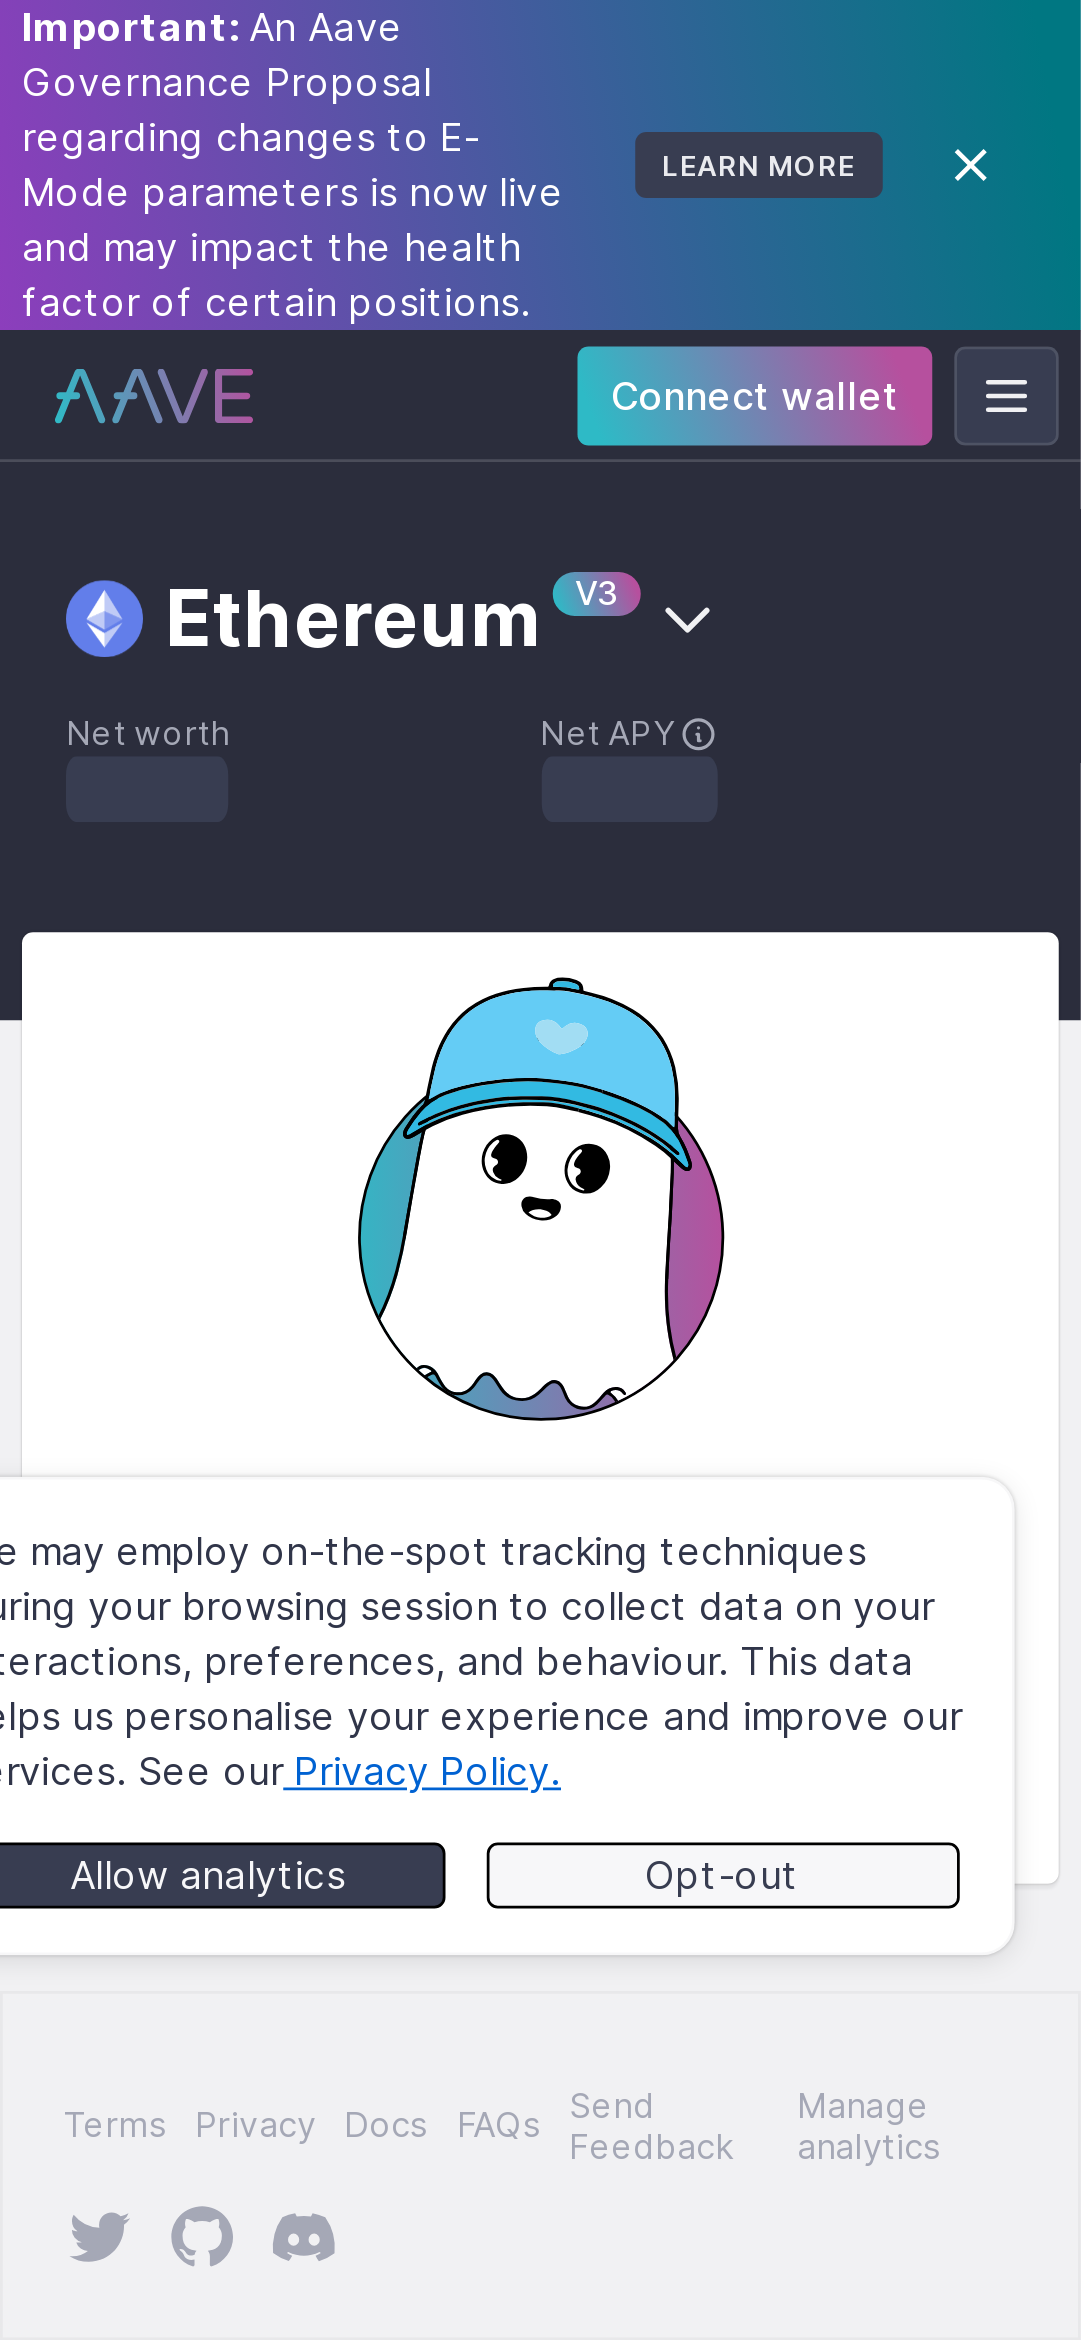 Important: An Aave
Governance Proposal
regarding changes to E-
Mode parameters is now live
and may impact the health
factor of certain positions.
LEARN MORE
AAVE
Connect wallet
Ethereum V3
Net worth
Net APY
e may employ on-the-spot tracking techniques
uring your browsing session to collect data on your
teractions, preferences, and behaviour. This data
elps us personalise your experience and improve our
ervices. See our Privacy Policy.
Allow analytics
Opt-out
Terms
Privacy
Docs
FAQs
Send
Feedback
Manage
analytics